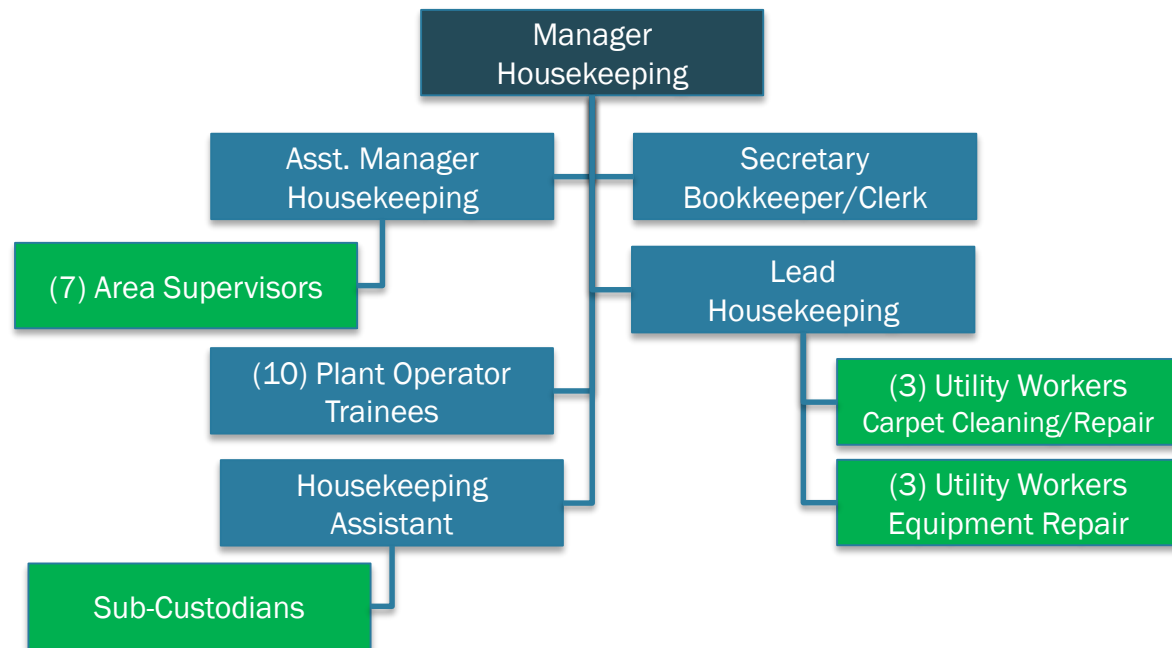 Manager
Housekeeping
Asst. Manager
Housekeeping
Secretary
Bookkeeper/Clerk
(7) Area Supervisors
Lead
Housekeeping
(10) Plant Operator
Trainees
(3) Utility Workers
Carpet Cleaning/Repair
Housekeeping
Assistant
(3) Utility Workers
Equipment Repair
Sub-Custodians